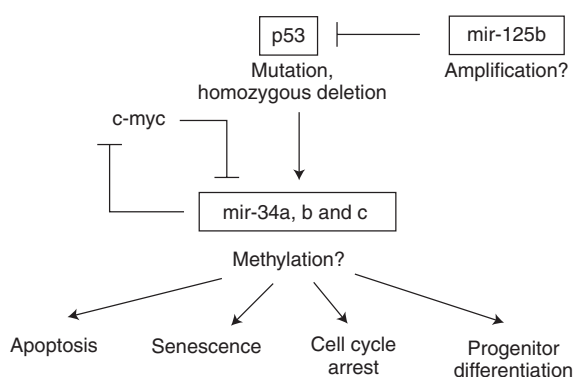 p53
mir-125b
Mutation,
homozygous deletion
Amplification?
c-myc
mir-34a, b and c
Methylation?
Apoptosis
Senescence
Cell cycle
arrest
Progenitor
differentiation